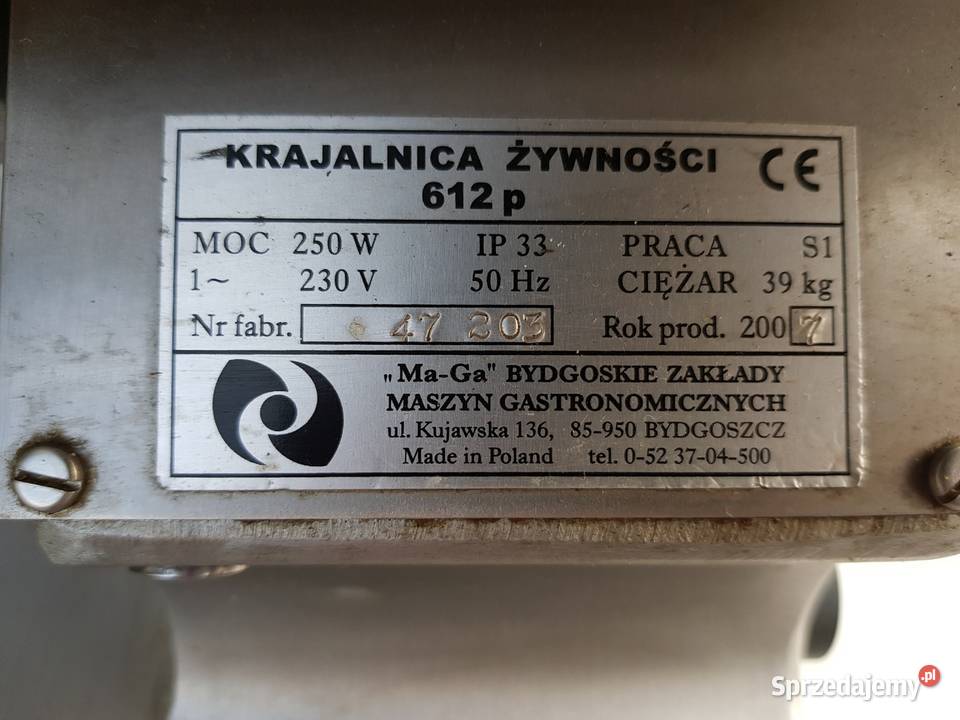 KRAJALNICA ŻYWNOŚCI CE
612 p
MOC 250 W IP 33 PRACA S1
1~ 230 V 50 Hz CIĘŻAR 39 kg
Nr fabr. 47 203 Rok prod. 2007
„Ma-Ga" BYDGOSKIE ZAKŁADY
MASZYN GASTRONOMICZNYCH
ul. Kujawska 136, 85-950 BYDGOSZCZ
Made in Poland tel. 0-52 37-04-500
Sprzedajemy.pl